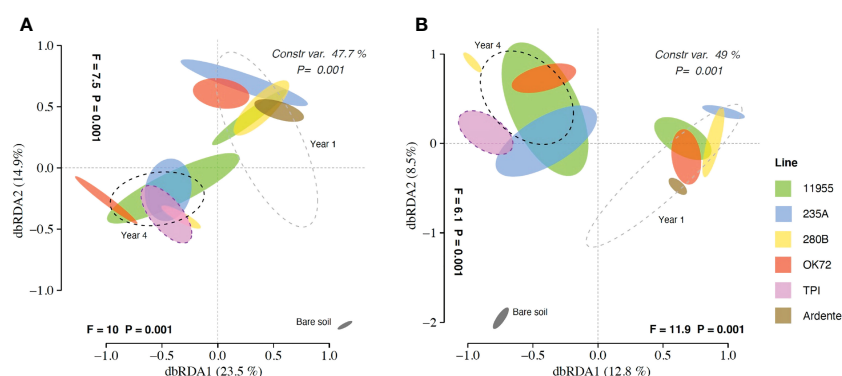 A
B
Constr var. 47.7 %
P= 0.001
F = 7.5 P = 0.001
1.0
0.5
0.0
−0.5
−1.0
dbRDA2 (14.9%)
Year 1
Year 4
Bare soil
F = 10 P = 0.001
−1.0
−0.5
0.0
0.5
1.0
dbRDA1 (23.5 %)
Year 4
Constr var. 49 %
P= 0.001
1
0
−1
−2
dbRDA2 (8.5%)
F = 6.1 P = 0.001
Year 1
Bare soil
F = 11.9 P = 0.001
−1.0
−0.5
0.0
0.5
1.0
dbRDA1 (12.8 %)
Line
11955
235A
280B
OK72
TPI
Ardente